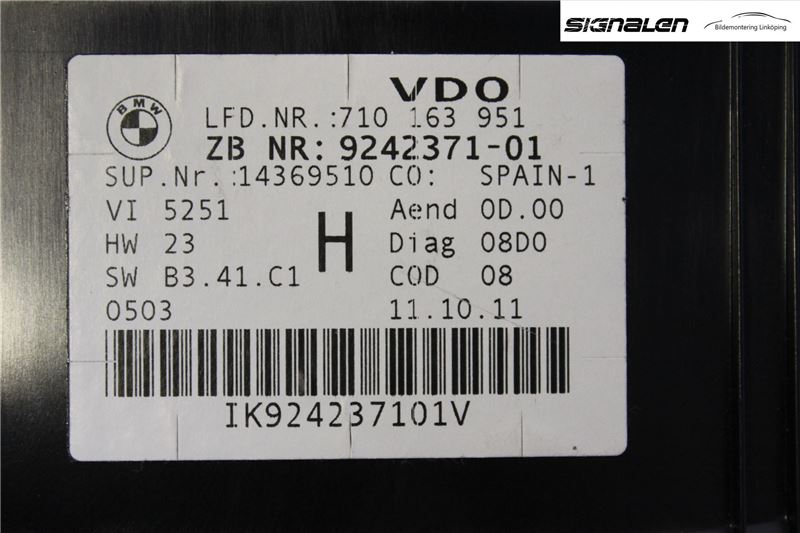 SIGNALEN
Bildemontering Linköping
BMW
VDO
LFD.NR.:710 163 951
ZB NR: 9242371-01
SUP.Nr.:14369510 CO: SPAIN-1
VI 5251 Aend 0D.00
HW 23 H Diag 08D0
SW B3.41.C1 COD 08
0503 11.10.11
IK924237101V